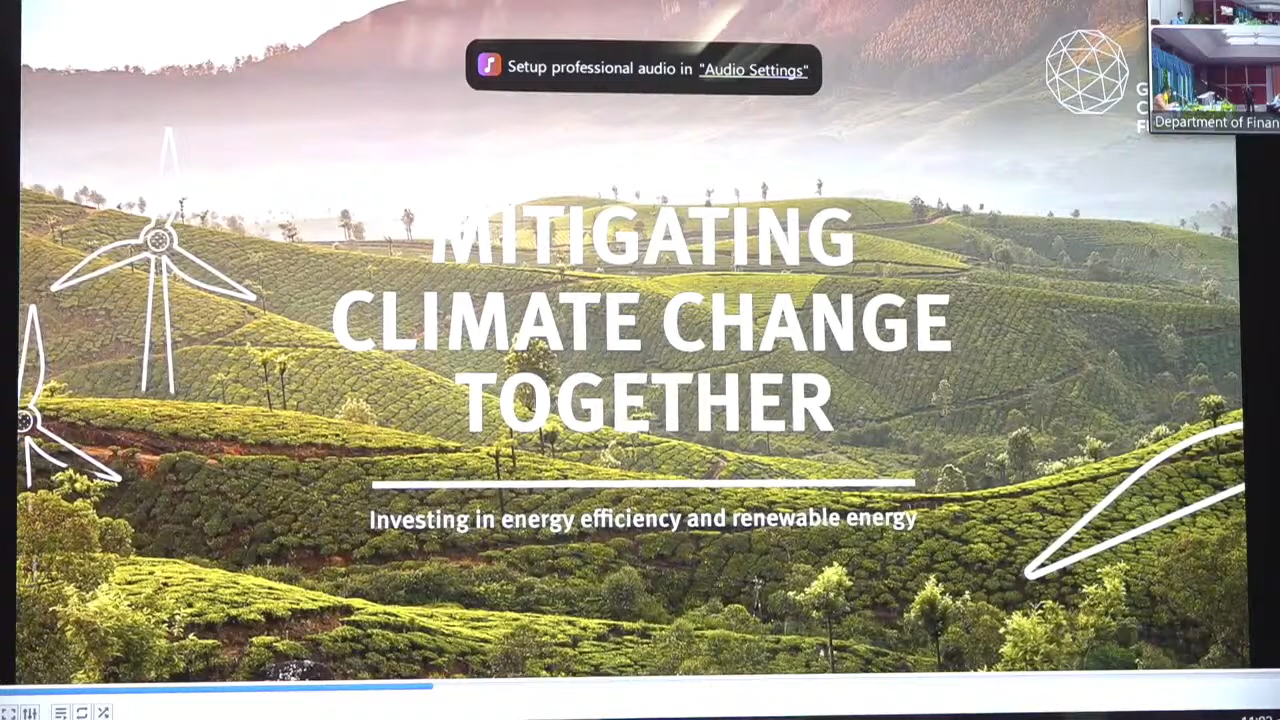 Setup professional audio in "Audio Settings"
Department of Finan
MITIGATING
CLIMATE CHANGE
TOGETHER
Investing in energy efficiency and renewable energy